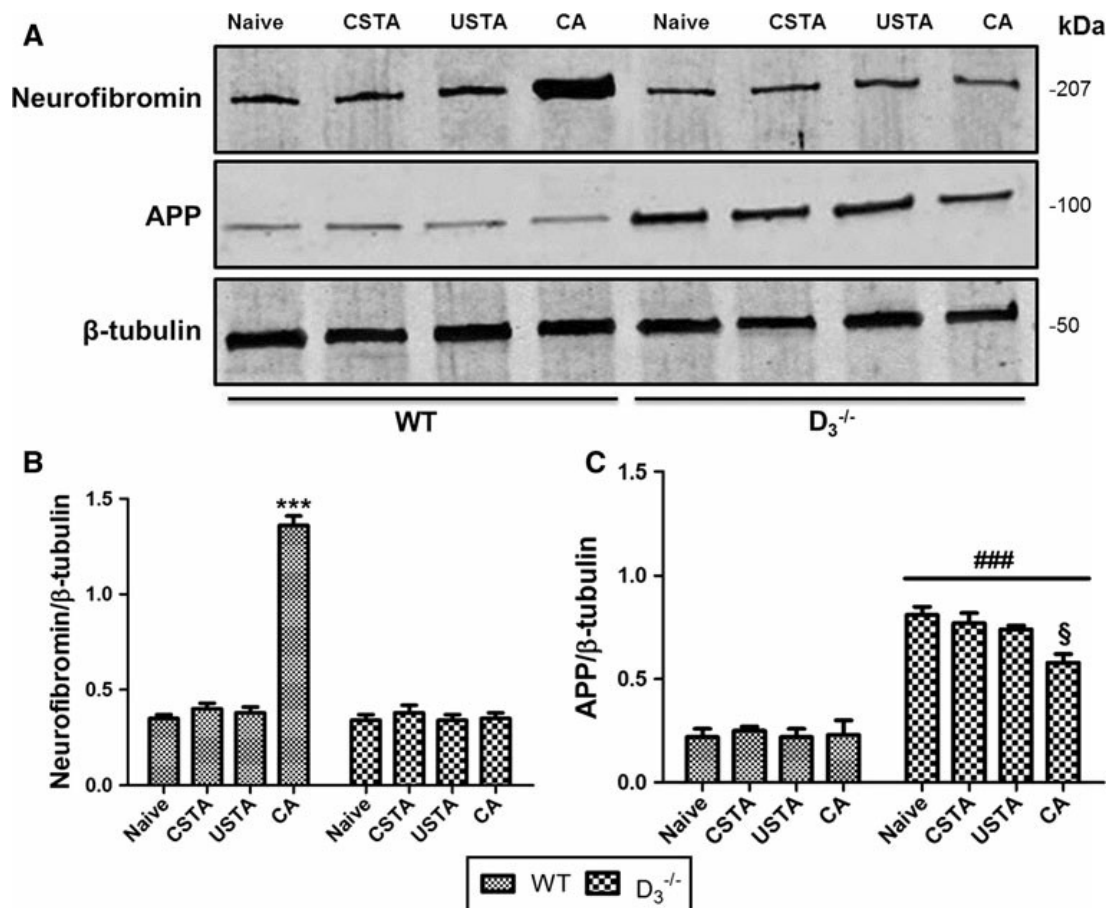 A
Naive CSTA USTA CA Naive CSTA USTA CA kDa
Neurofibromin -207
APP -100
β-tubulin -50
WT D₃⁻/⁻
B
Neurofibromin/β-tubulin
1.5
1.0
0.5
0.0
***
Naive CSTA USTA CA Naive CSTA USTA CA
C
APP/β-tubulin
1.5
1.0
0.5
0.0
###
§
Naive CSTA USTA CA Naive CSTA USTA CA
WT D₃⁻/⁻